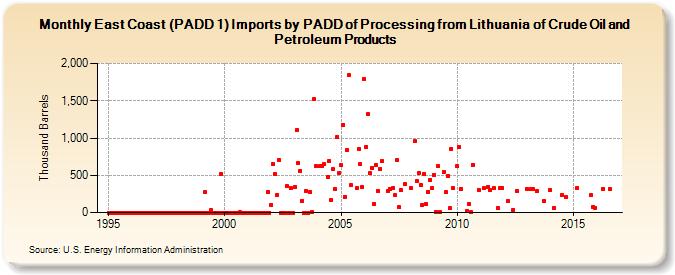 Monthly East Coast (PADD 1) Imports by PADD of Processing from Lithuania of Crude Oil and
Petroleum Products
Thousand Barrels
2,000
1,500
1,000
500
0
1995
2000
2005
2010
2015
Source: U.S. Energy Information Administration